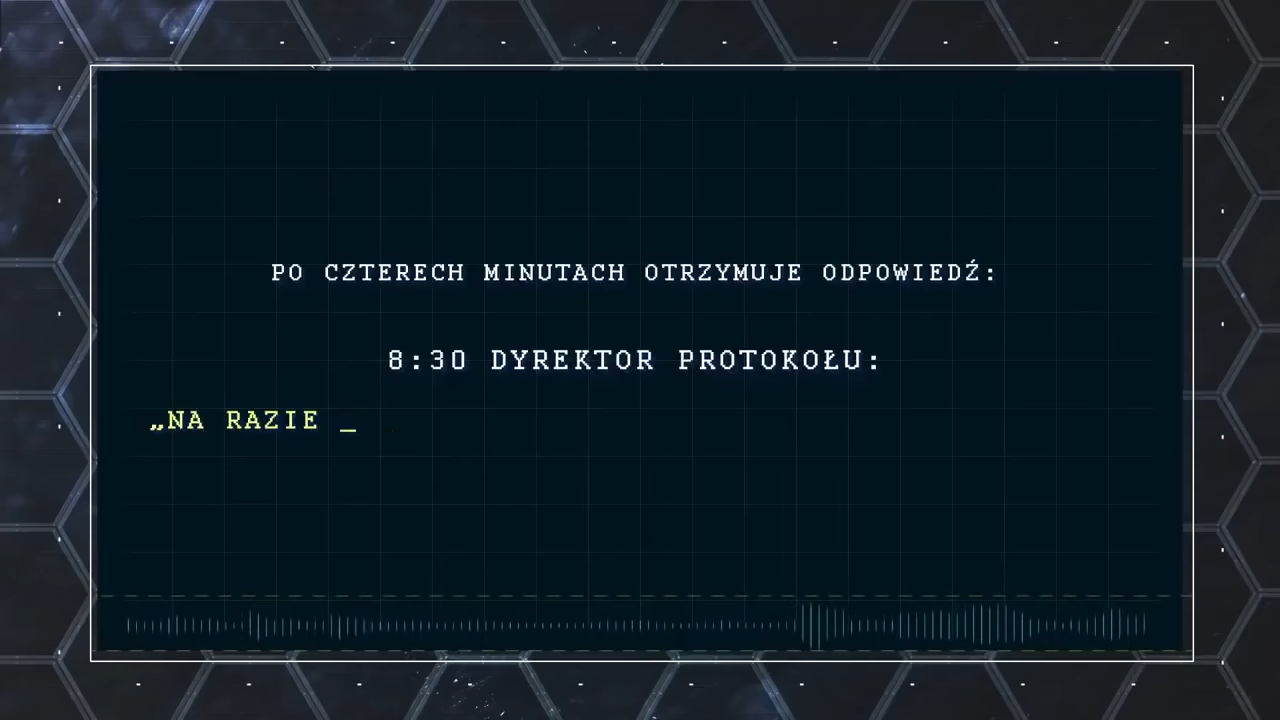 PO CZTERECH MINUTACH OTRZYMUJE ODPOWIEDŹ:
8:30 DYREKTOR PROTOKOŁU:
„NA RAZIE _